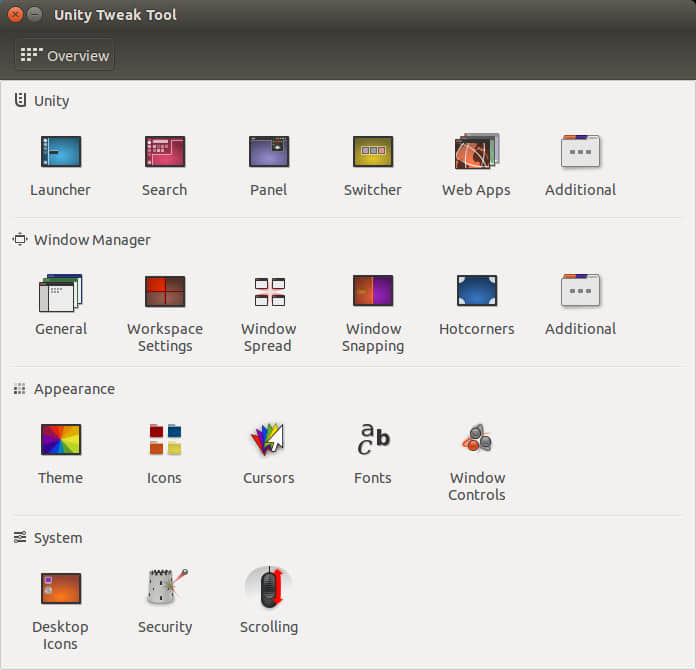 Unity Tweak Tool
Overview
Unity
Launcher
Search
Panel
Switcher
Web Apps
Additional
Window Manager
General
Workspace
Settings
Window
Spread
Window
Snapping
Hotcorners
Additional
Appearance
Theme
Icons
Cursors
a
b
c
Fonts
Window
Controls
System
Desktop
Icons
Security
Scrolling